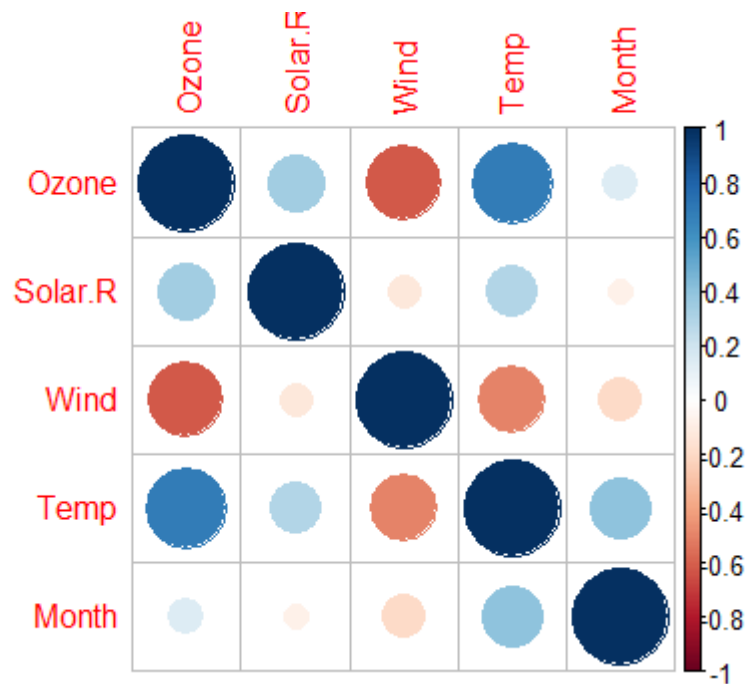 Ozone
Solar.R
Wind
Temp
Month
Ozone
Solar.R
Wind
Temp
Month
1
0.8
0.6
0.4
0.2
0
-0.2
-0.4
-0.6
-0.8
-1